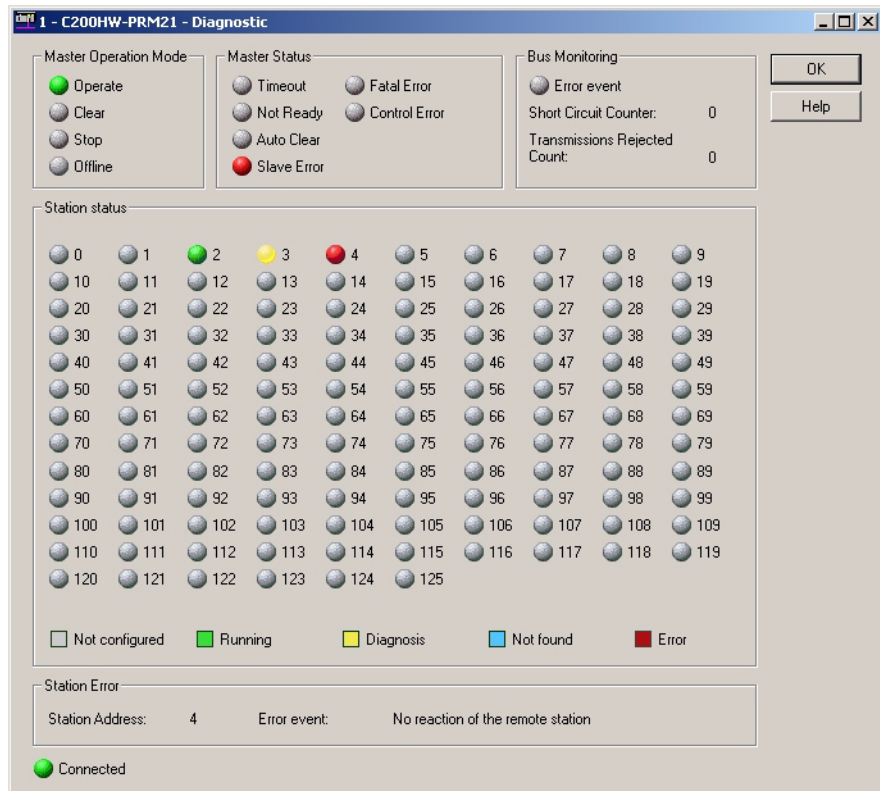 1 - C200HW-PRM21 - Diagnostic
Master Operation Mode
Operate
Clear
Stop
Offline
Master Status
Timeout Fatal Error
Not Ready Control Error
Auto Clear
Slave Error
Bus Monitoring
Error event
Short Circuit Counter: 0
Transmissions Rejected
Count: 0
OK
Help
Station status
0 1 2 3 4 5 6 7 8 9
10 11 12 13 14 15 16 17 18 19
20 21 22 23 24 25 26 27 28 29
30 31 32 33 34 35 36 37 38 39
40 41 42 43 44 45 46 47 48 49
50 51 52 53 54 55 56 57 58 59
60 61 62 63 64 65 66 67 68 69
70 71 72 73 74 75 76 77 78 79
80 81 82 83 84 85 86 87 88 89
90 91 92 93 94 95 96 97 98 99
100 101 102 103 104 105 106 107 108 109
110 111 112 113 114 115 116 117 118 119
120 121 122 123 124 125
Not configured Running Diagnosis Not found Error
Station Error
Station Address: 4 Error event: No reaction of the remote station
Connected